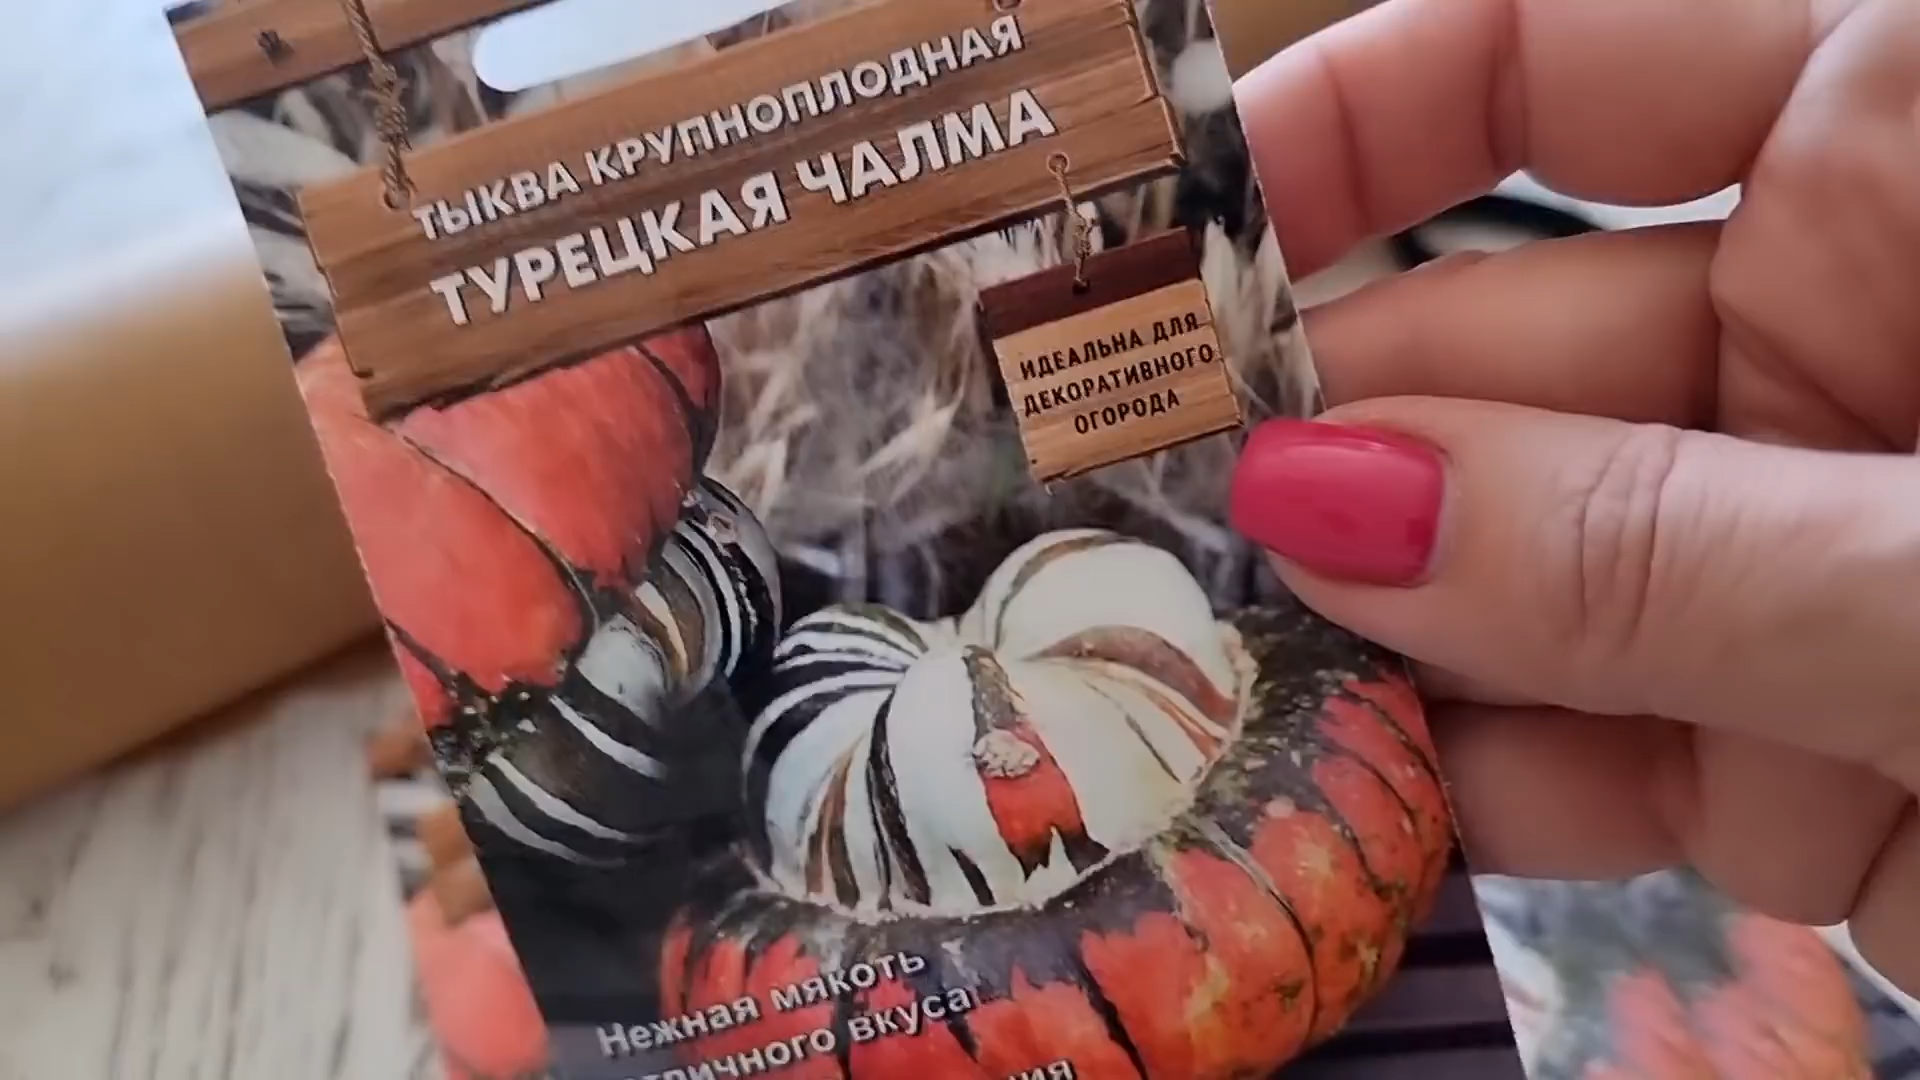 ТЫКВА КРУПНОПЛОДНАЯ
ТУРЕЦКАЯ ЧАЛМА
ИДЕАЛЬНА ДЛЯ
ДЕКОРАТИВНОГО
ОГОРОДА
Нежная мякоть
вкуса